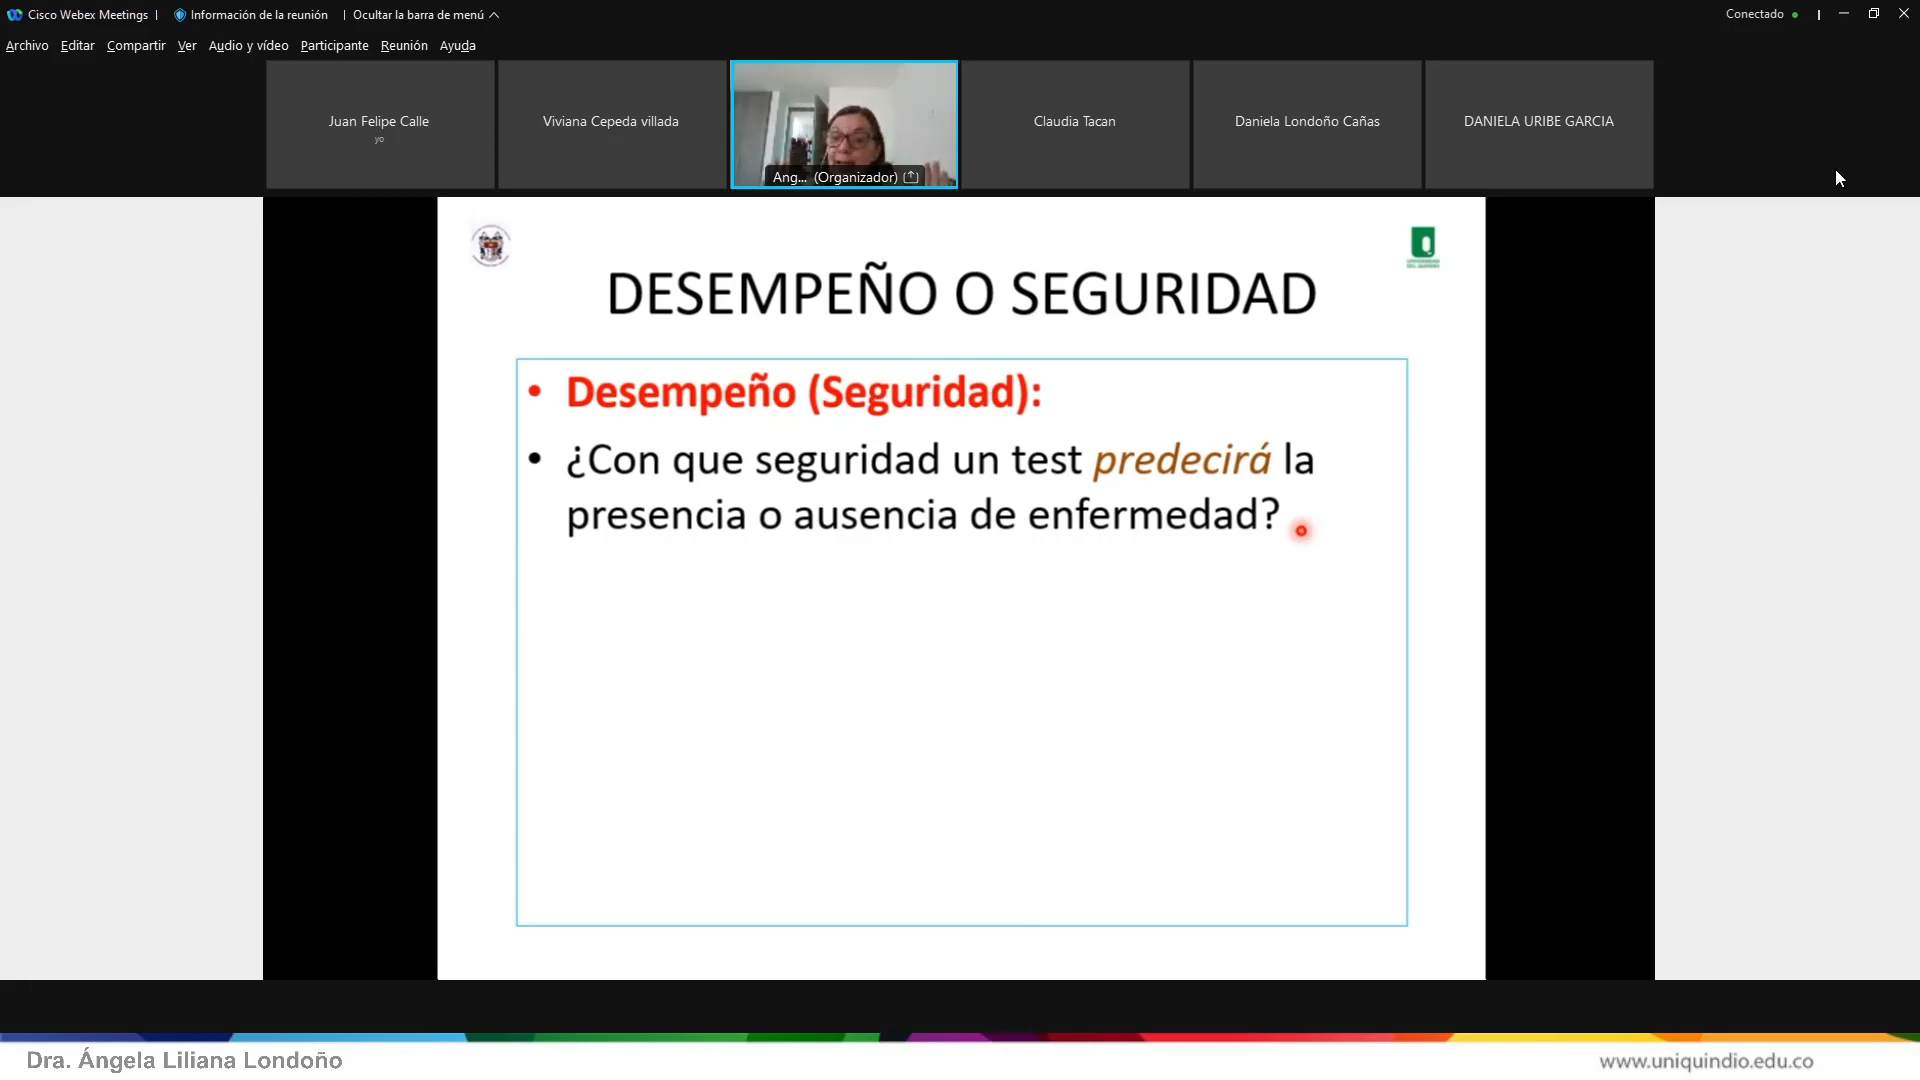 Cisco Webex Meetings | Información de la reunión | Ocultar la barra de menú
Conectado
Archivo Editar Compartir Ver Audio y vídeo Participante Reunión Ayuda
Juan Felipe Calle
yo
Viviana Cepeda villada
Ang... (Organizador)
Claudia Tacan
Daniela Londoño Cañas
DANIELA URIBE GARCIA
DESEMPEÑO O SEGURIDAD
• Desempeño (Seguridad):
• ¿Con que seguridad un test predecirá la
presencia o ausencia de enfermedad?
Dra. Ángela Liliana Londoño
www.uniquindio.edu.co